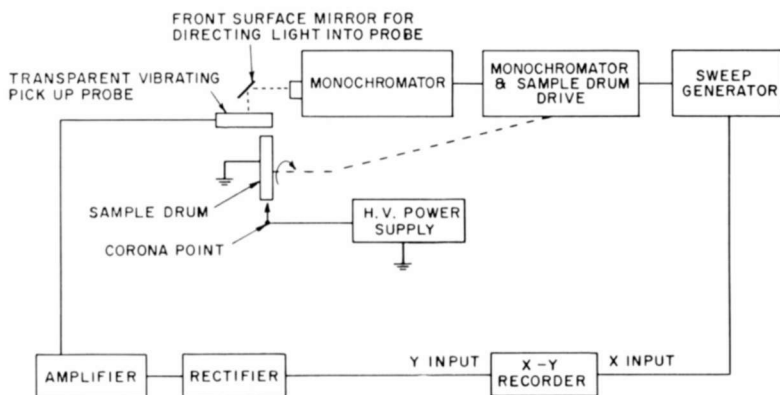 FRONT SURFACE MIRROR FOR
DIRECTING LIGHT INTO PROBE
TRANSPARENT VIBRATING
PICK UP PROBE
MONOCHROMATOR
MONOCHROMATOR
& SAMPLE DRUM
DRIVE
SWEEP
GENERATOR
SAMPLE DRUM
CORONA POINT
H.V. POWER
SUPPLY
AMPLIFIER
RECTIFIER
Y INPUT
X-Y
RECORDER
X INPUT